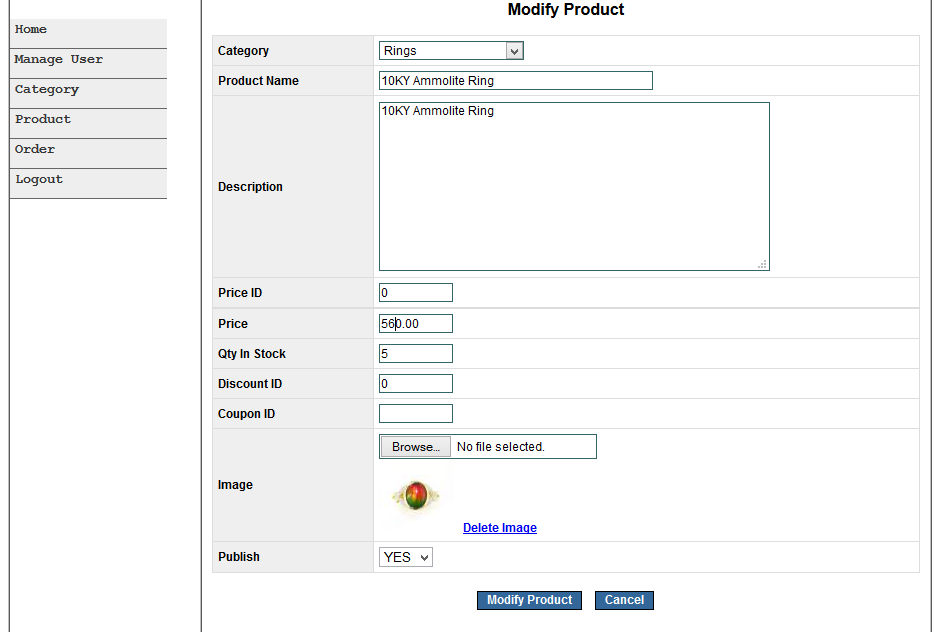 Modify Product
Home
Manage User
Category
Product
Order
Logout
Category Rings
Product Name 10KY Ammolite Ring
Description 10KY Ammolite Ring
Price ID 0
Price 560.00
Qty In Stock 5
Discount ID 0
Coupon ID
Image Browse... No file selected.
Delete Image
Publish YES
Modify Product Cancel